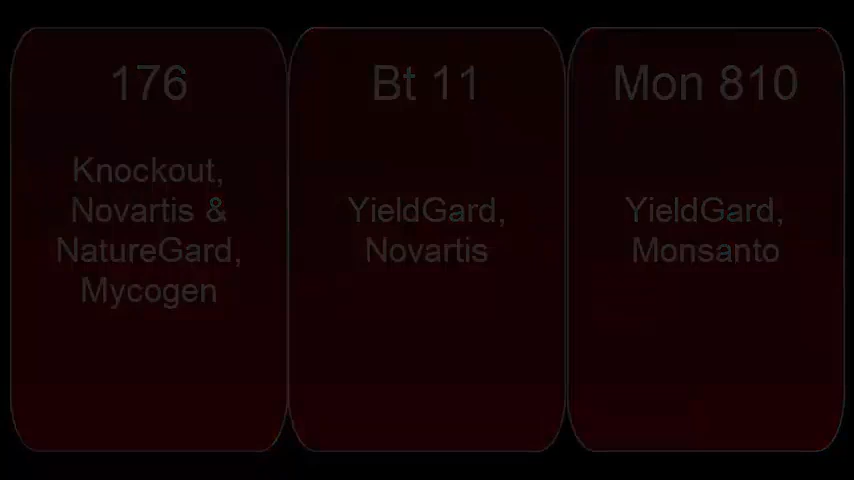 176
Knockout,
Novartis &
NatureGard,
Mycogen
Bt 11
YieldGard,
Novartis
Mon 810
YieldGard,
Monsanto